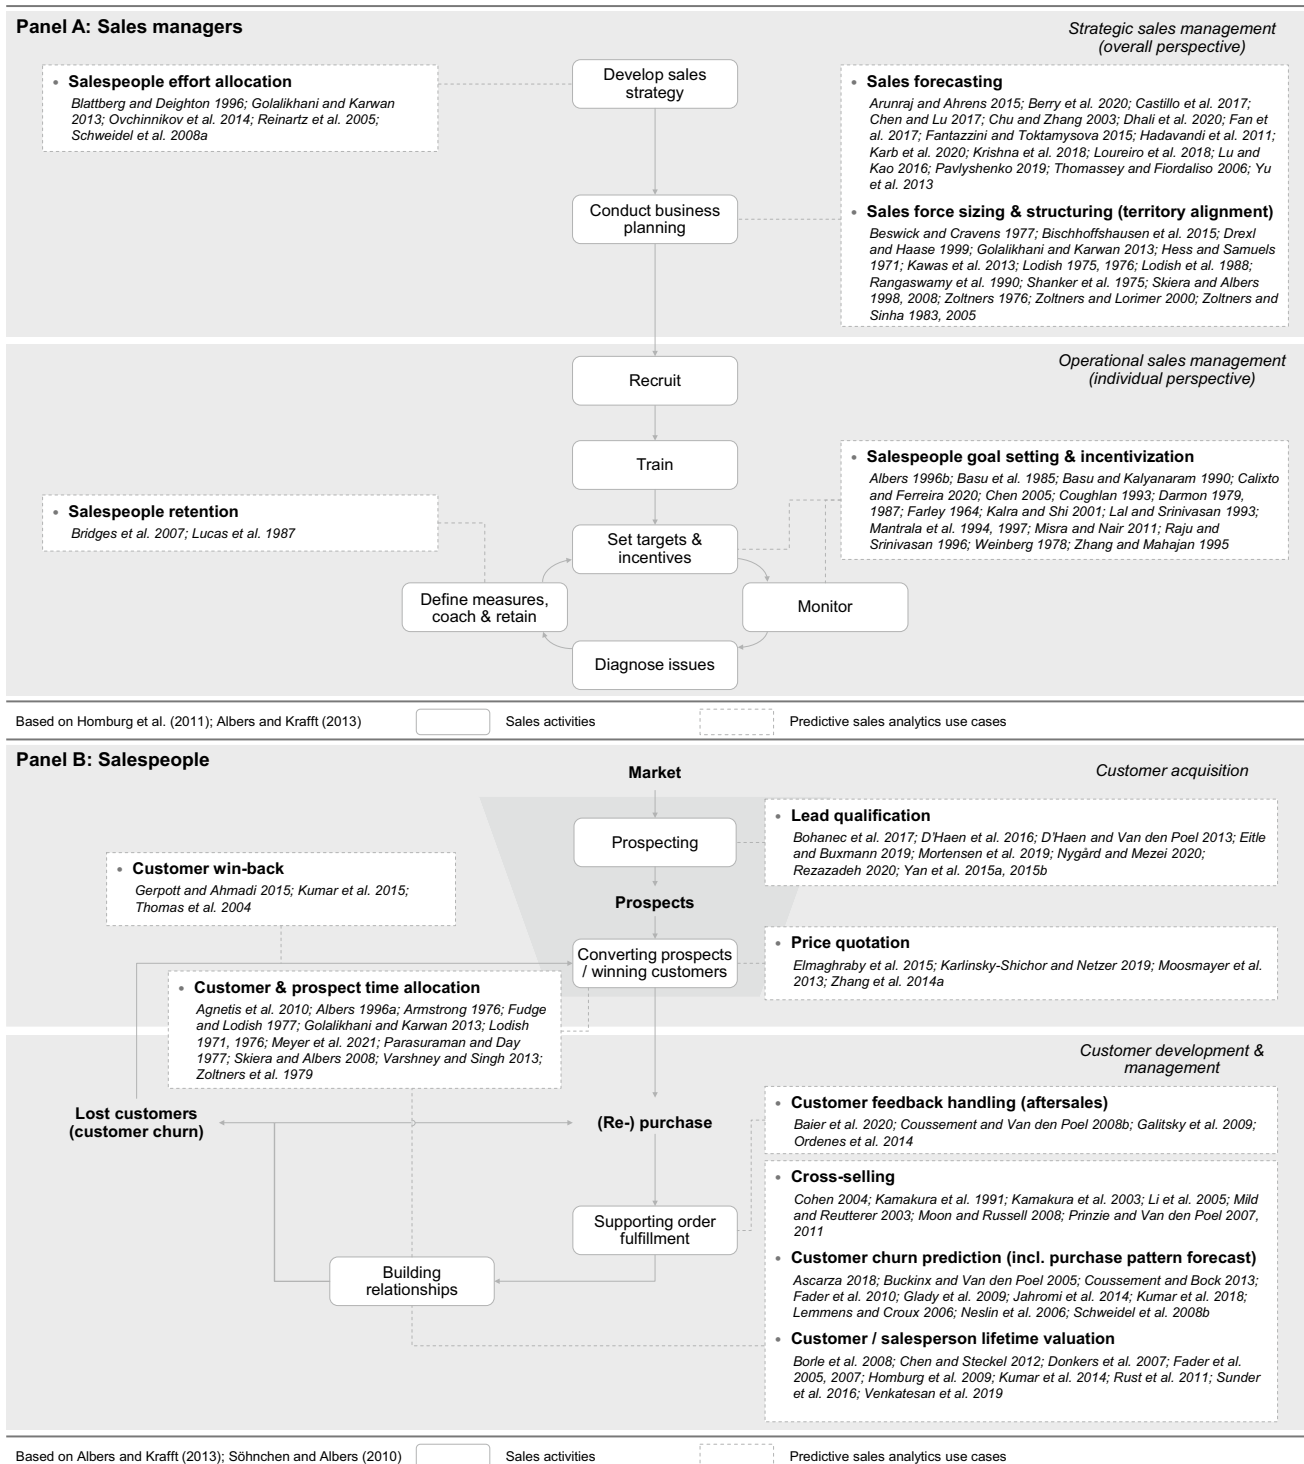 Panel A: Sales managers
Strategic sales management
(overall perspective)
• Salespeople effort allocation
Blattberg and Deighton 1996; Golalikhani and Karwan
2013; Ovchinnikov et al. 2014; Reinartz et al. 2005;
Schweidel et al. 2008a
Develop sales
strategy
• Sales forecasting
Arunraj and Ahrens 2015; Berry et al. 2020; Castillo et al. 2017;
Chen and Lu 2017; Chu and Zhang 2003; Dhali et al. 2020; Fan et
al. 2017; Fantazzini and Toktamysova 2015; Hadavandi et al. 2011;
Karb et al. 2020; Krishna et al. 2018; Loureiro et al. 2018; Lu and
Kao 2016; Pavlyshenko 2019; Thomassey and Fiordaliso 2006; Yu
et al. 2013
Conduct business
planning
• Sales force sizing & structuring (territory alignment)
Beswick and Cravens 1977; Bischhoffshausen et al. 2015; Drexl
and Haase 1999; Golalikhani and Karwan 2013; Hess and Samuels
1971; Kawas et al. 2013; Lodish 1975, 1976; Lodish et al. 1988;
Rangaswamy et al. 1990; Shanker et al. 1975; Skiera and Albers
1998, 2008; Zoltners 1976; Zoltners and Lorimer 2000; Zoltners and
Sinha 1983, 2005
Operational sales management
(individual perspective)
Recruit
Train
• Salespeople goal setting & incentivization
Albers 1996b; Basu et al. 1985; Basu and Kalyanaram 1990; Calixto
and Ferreira 2020; Chen 2005; Coughlan 1993; Darmon 1979,
1987; Farley 1964; Kalra and Shi 2001; Lal and Srinivasan 1993;
Mantrala et al. 1994, 1997; Misra and Nair 2011; Raju and
Srinivasan 1996; Weinberg 1978; Zhang and Mahajan 1995
• Salespeople retention
Bridges et al. 2007; Lucas et al. 1987
Set targets &
incentives
Define measures,
coach & retain
Monitor
Diagnose issues
Based on Homburg et al. (2011); Albers and Krafft (2013)
Sales activities
Predictive sales analytics use cases
Panel B: Salespeople
Market
Customer acquisition
Prospecting
• Lead qualification
Bohanec et al. 2017; D'Haen et al. 2016; D'Haen and Van den Poel 2013; Eitle
and Buxmann 2019; Mortensen et al. 2019; Nygård and Mezei 2020;
Rezazadeh 2020; Yan et al. 2015a, 2015b
• Customer win-back
Gerpott and Ahmadi 2015; Kumar et al. 2015;
Thomas et al. 2004
Prospects
Converting prospects
/ winning customers
• Price quotation
Elmaghraby et al. 2015; Karlinsky-Shichor and Netzer 2019; Moosmayer et al.
2013; Zhang et al. 2014a
• Customer & prospect time allocation
Agnetis et al. 2010; Albers 1996a; Armstrong 1976; Fudge
and Lodish 1977; Golalikhani and Karwan 2013; Lodish
1971, 1976; Meyer et al. 2021; Parasuraman and Day
1977; Skiera and Albers 2008; Varshney and Singh 2013;
Zoltners et al. 1979
Customer development &
management
Lost customers
(customer churn)
(Re-) purchase
• Customer feedback handling (aftersales)
Baier et al. 2020; Coussement and Van den Poel 2008b; Galitsky et al. 2009;
Ordenes et al. 2014
• Cross-selling
Cohen 2004; Kamakura et al. 1991; Kamakura et al. 2003; Li et al. 2005; Mild
and Reutterer 2003; Moon and Russell 2008; Prinzie and Van den Poel 2007,
2011
Supporting order
fulfillment
Building
relationships
• Customer churn prediction (incl. purchase pattern forecast)
Ascarza 2018; Buckinx and Van den Poel 2005; Coussement and Bock 2013;
Fader et al. 2010; Glady et al. 2009; Jahromi et al. 2014; Kumar et al. 2018;
Lemmens and Croux 2006; Neslin et al. 2006; Schweidel et al. 2008b
• Customer / salesperson lifetime valuation
Borle et al. 2008; Chen and Steckel 2012; Donkers et al. 2007; Fader et al.
2005, 2007; Homburg et al. 2009; Kumar et al. 2014; Rust et al. 2011; Sunder
et al. 2016; Venkatesan et al. 2019
Based on Albers and Krafft (2013); Söhnchen and Albers (2010)
Sales activities
Predictive sales analytics use cases